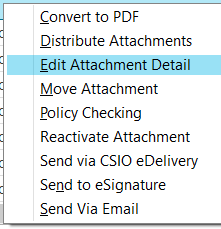 Convert to PDF
Distribute Attachments
Edit Attachment Detail
Move Attachment
Policy Checking
Reactivate Attachment
Send via CSIO eDelivery
Send to eSignature
Send Via Email